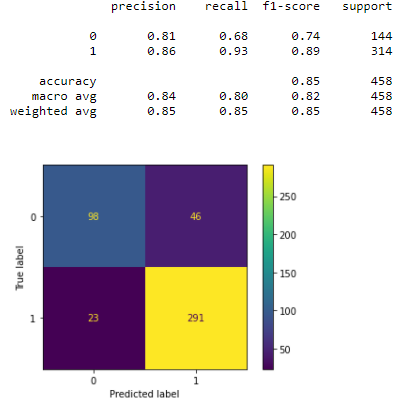 precision recall f1-score support
0 0.81 0.68 0.74 144
1 0.86 0.93 0.89 314
accuracy 0.85 458
macro avg 0.84 0.80 0.82 458
weighted avg 0.85 0.85 0.85 458
250
0 98 46
200
True label
150
1 23 291
100
50
0 1
Predicted label